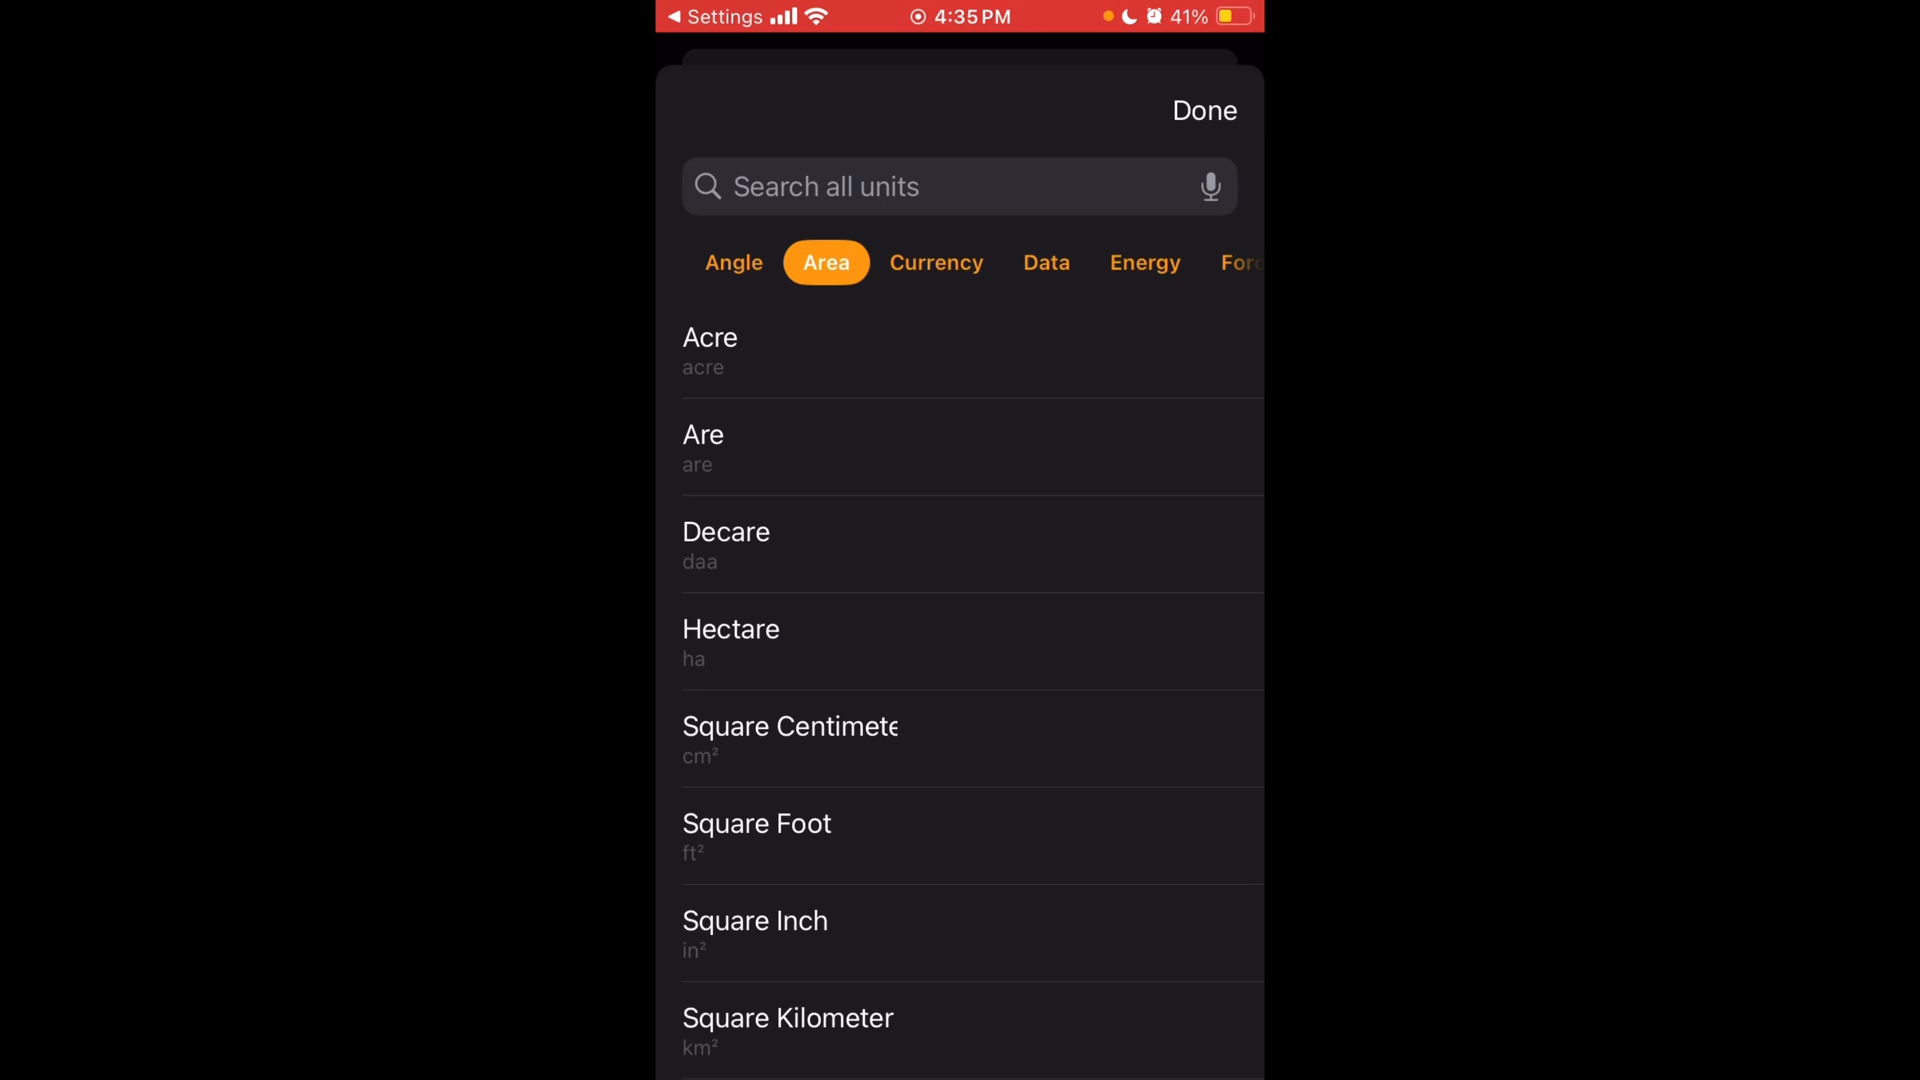 Settings 4:35 PM 41%
Done
Search all units
Angle Area Currency Data Energy Forc
Acre
acre
Are
are
Decare
daa
Hectare
ha
Square Centimete
cm²
Square Foot
ft²
Square Inch
in²
Square Kilometer
km²